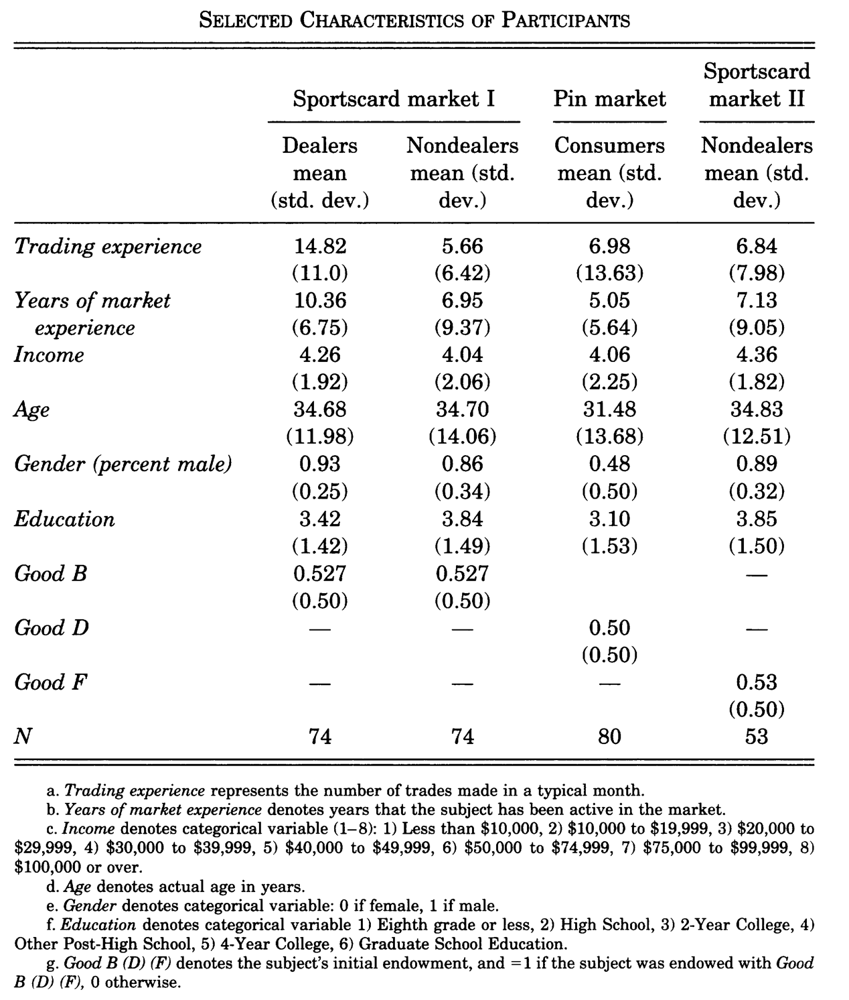 SELECTED CHARACTERISTICS OF PARTICIPANTS
Sportscard
Sportscard market I Pin market market II
Dealers Nondealers Consumers Nondealers
mean mean (std. mean (std. mean (std.
(std. dev.) dev.) dev.) dev.)
Trading experience 14.82 5.66 6.98 6.84
(11.0) (6.42) (13.63) (7.98)
Years of market 10.36 6.95 5.05 7.13
experience (6.75) (9.37) (5.64) (9.05)
Income 4.26 4.04 4.06 4.36
(1.92) (2.06) (2.25) (1.82)
Age 34.68 34.70 31.48 34.83
(11.98) (14.06) (13.68) (12.51)
Gender (percent male) 0.93 0.86 0.48 0.89
(0.25) (0.34) (0.50) (0.32)
Education 3.42 3.84 3.10 3.85
(1.42) (1.49) (1.53) (1.50)
Good B 0.527 0.527 —
(0.50) (0.50)
Good D — — 0.50 —
(0.50)
Good F — — — 0.53
(0.50)
N 74 74 80 53
a. Trading experience represents the number of trades made in a typical month.
b. Years of market experience denotes years that the subject has been active in the market.
c. Income denotes categorical variable (1–8): 1) Less than $10,000, 2) $10,000 to $19,999, 3) $20,000 to
$29,999, 4) $30,000 to $39,999, 5) $40,000 to $49,999, 6) $50,000 to $74,999, 7) $75,000 to $99,999, 8)
$100,000 or over.
d. Age denotes actual age in years.
e. Gender denotes categorical variable: 0 if female, 1 if male.
f. Education denotes categorical variable 1) Eighth grade or less, 2) High School, 3) 2-Year College, 4)
Other Post-High School, 5) 4-Year College, 6) Graduate School Education.
g. Good B (D) (F) denotes the subject's initial endowment, and =1 if the subject was endowed with Good
B (D) (F), 0 otherwise.